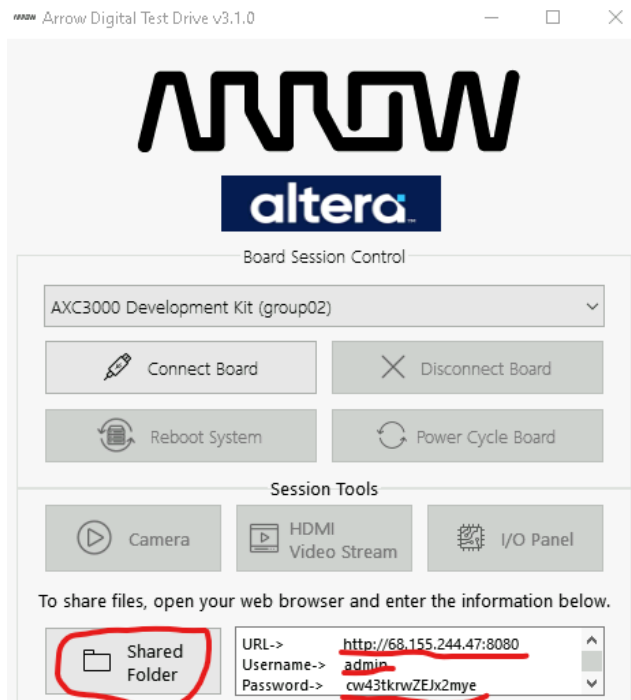 ARROW Arrow Digital Test Drive v3.1.0
ARROW
altera™
Board Session Control
AXC3000 Development Kit (group02)
Connect Board
Disconnect Board
Reboot System
Power Cycle Board
Session Tools
Camera
HDMI
Video Stream
I/O Panel
To share files, open your web browser and enter the information below.
Shared
Folder
URL-> http://68.155.244.47:8080
Username-> admin
Password-> cw43tkrwZEJx2mye